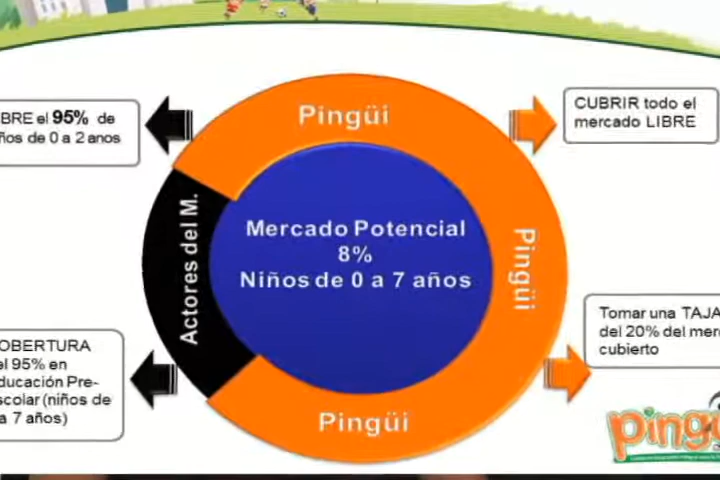 Pingüi
BRE el 95% de
ños de 0 a 2 anos
CUBRIR todo el
mercado LIBRE
Actores del M.
Mercado Potencial
8%
Niños de 0 a 7 años
Pingüi
OBERTURA
el 95% en
ducación Pre-
scolar (niños de
a 7 años)
Tomar una TAJA
del 20% del mer
cubierto
Pingüi
pingü